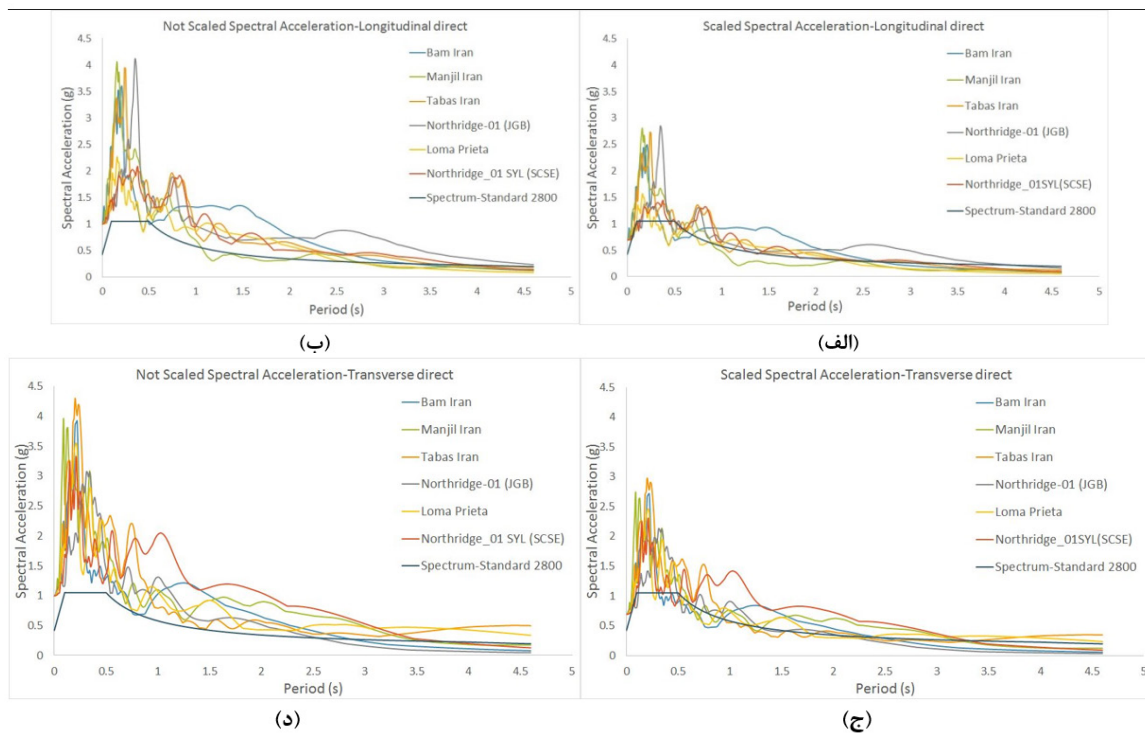 Not Scaled Spectral Acceleration-Longitudinal direct
Spectral Acceleration (g)
4.5
4
3.5
3
2.5
2
1.5
1
0.5
0
Bam Iran
Manjil Iran
Tabas Iran
Northridge-01 (JGB)
Loma Prieta
Northridge_01 SYL (SCSE)
Spectrum-Standard 2800
0 0.5 1 1.5 2 2.5 3 3.5 4 4.5 5
Period (s)
(ب)
Scaled Spectral Acceleration-Longitudinal direct
Spectral Acceleration (g)
4.5
4
3.5
3
2.5
2
1.5
1
0.5
0
Bam Iran
Manjil Iran
Tabas Iran
Northridge-01 (JGB)
Loma Prieta
Northridge_01SYL(SCSE)
Spectrum-Standard 2800
0 0.5 1 1.5 2 2.5 3 3.5 4 4.5 5
Period (s)
(الف)
Not Scaled Spectral Acceleration-Transverse direct
Spectral Acceleration (g)
4.5
4
3.5
3
2.5
2
1.5
1
0.5
0
Bam Iran
Manjil Iran
Tabas Iran
Northridge-01 (JGB)
Loma Prieta
Northridge_01 SYL (SCSE)
Spectrum-Standard 2800
0 0.5 1 1.5 2 2.5 3 3.5 4 4.5 5
Period (s)
(د)
Scaled Spectral Acceleration-Transverse direct
Spectral Acceleration (g)
4.5
4
3.5
3
2.5
2
1.5
1
0.5
0
Bam Iran
Manjil Iran
Tabas Iran
Northridge-01 (JGB)
Loma Prieta
Northridge_01SYL(SCSE)
Spectrum-Standard 2800
0 0.5 1 1.5 2 2.5 3 3.5 4 4.5 5
Period (s)
(ج)